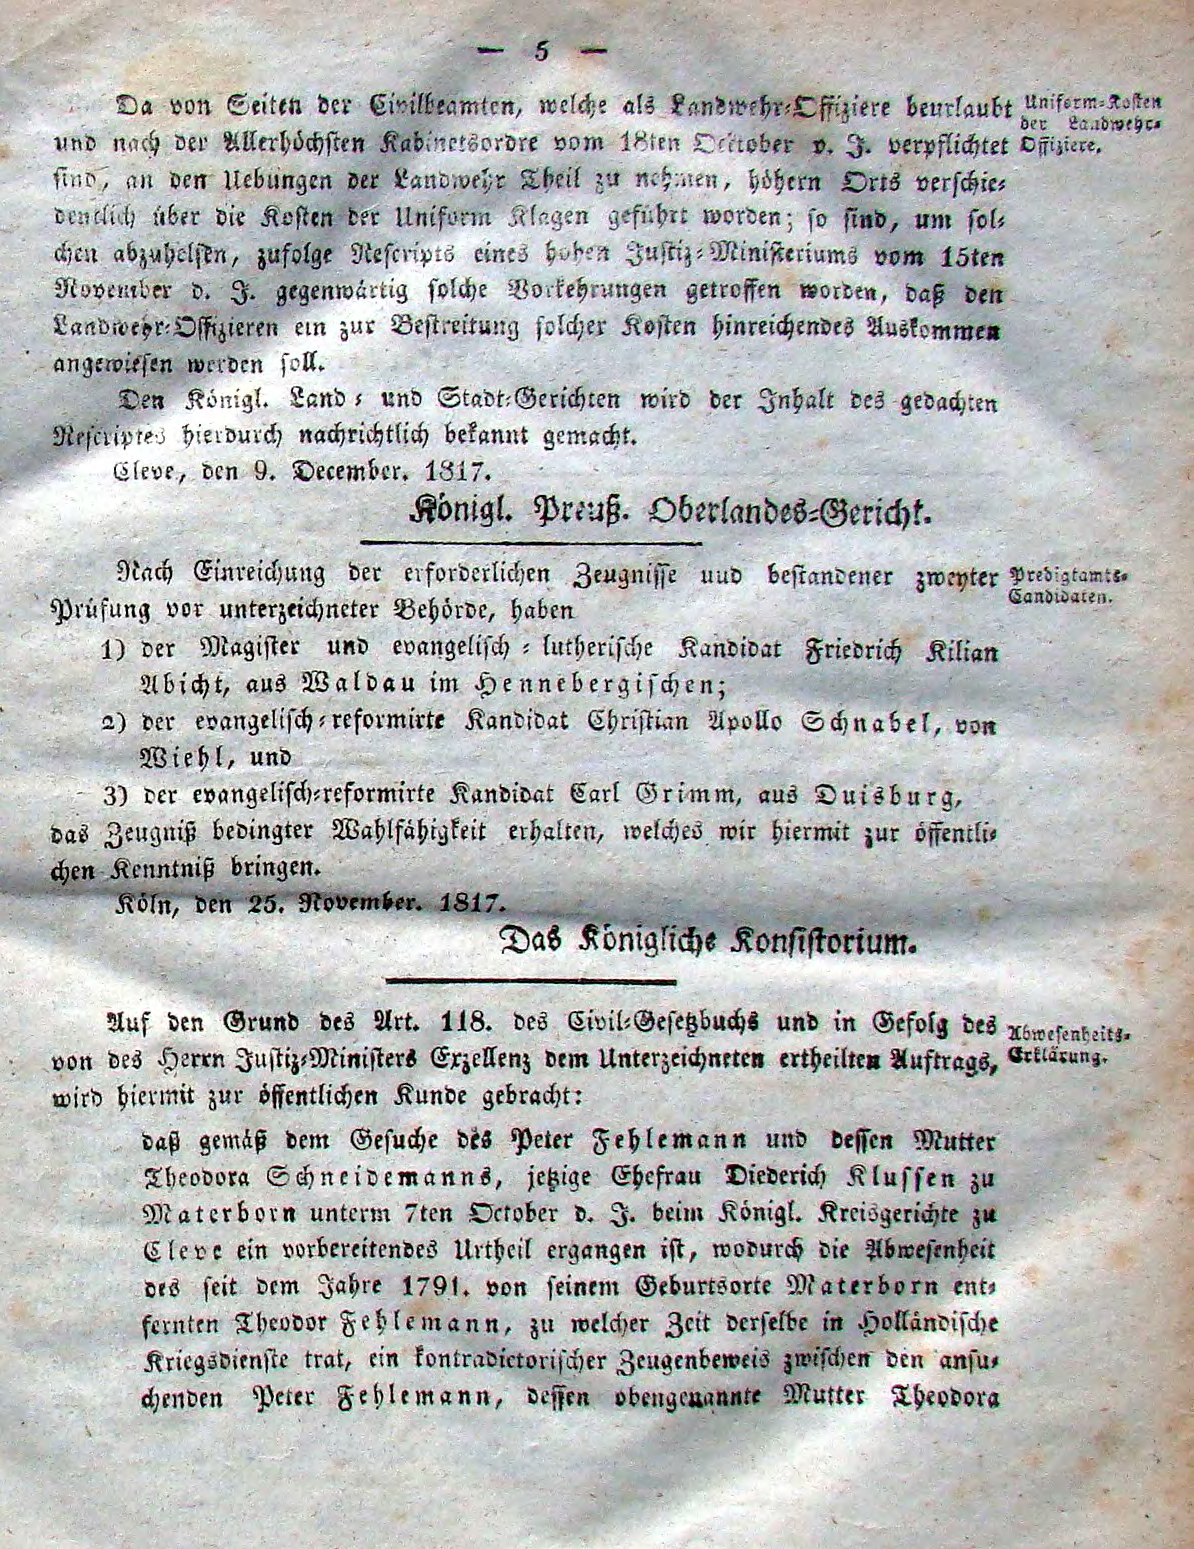 — 5 —
Da von Seiten der Civilbeamten, welche als Landwehr-Offiziere beurlaubt
und nach der Allerhöchsten Kabinetsordre vom 18ten October v. J. verpflichtet
sind, an den Uebungen der Landwehr Theil zu nehmen, höhern Orts verschie-
dentlich über die Kosten der Uniform Klagen geführt worden; so sind, um sol-
chen abzuhelfen, zufolge Rescripts eines hohen Justiz-Ministeriums vom 15ten
November d. J. gegenwärtig solche Vorkehrungen getroffen worden, daß den
Landwehr-Offizieren ein zur Bestreitung solcher Kosten hinreichendes Auskommen
angewiesen werden soll.
Uniform-Kosten
der Landwehr-
Offiziere.
Den Königl. Land- und Stadt-Gerichten wird der Inhalt des gedachten
Rescriptes hierdurch nachrichtlich bekannt gemacht.
Cleve, den 9. December. 1817.
Königl. Preuß. Oberlandes-Gericht.
Nach Einreichung der erforderlichen Zeugnisse uud bestandener zweyter
Prüfung vor unterzeichneter Behörde, haben
Predigtamts-
Candidaten.
1) der Magister und evangelisch-lutherische Kandidat Friedrich Kilian
Abicht, aus Waldau im Hennebergischen;
2) der evangelisch-reformirte Kandidat Christian Apollo Schnabel, von
Wiehl, und
3) der evangelisch-reformirte Kandidat Carl Grimm, aus Duisburg,
das Zeugniß bedingter Wahlfähigkeit erhalten, welches wir hiermit zur öffentli-
chen Kenntniß bringen.
Köln, den 25. November. 1817.
Das Königliche Konsistorium.
Auf den Grund des Art. 118. des Civil-Gesetzbuchs und in Gefolg des
von des Herrn Justiz-Ministers Exzellenz dem Unterzeichneten ertheilten Auftrags,
wird hiermit zur öffentlichen Kunde gebracht:
Abwesenheits-
Erklärung.
daß gemäß dem Gesuche des Peter Fehlemann und dessen Mutter
Theodora Schneidemanns, jetzige Ehefrau Diederich Klussen zu
Materborn unterm 7ten October d. J. beim Königl. Kreisgerichte zu
Cleve ein vorbereitendes Urtheil ergangen ist, wodurch die Abwesenheit
des seit dem Jahre 1791. von seinem Geburtsorte Materborn ent-
fernten Theodor Fehlemann, zu welcher Zeit derselbe in Holländische
Kriegsdienste trat, ein kontradictorischer Zeugenbeweis zwischen den ansu-
chenden Peter Fehlemann, dessen obengenannte Mutter Theodora